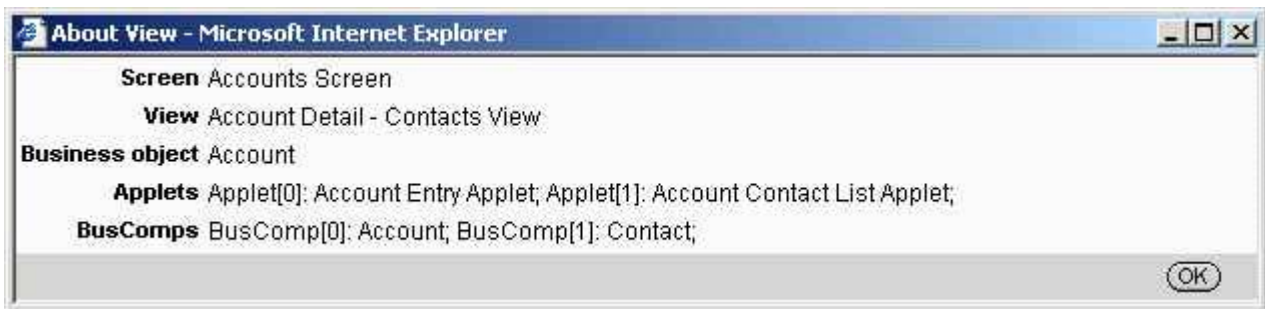 About View - Microsoft Internet Explorer
Screen Accounts Screen
View Account Detail - Contacts View
Business object Account
Applets Applet[0]: Account Entry Applet; Applet[1]: Account Contact List Applet;
BusComps BusComp[0]: Account; BusComp[1]: Contact;
OK